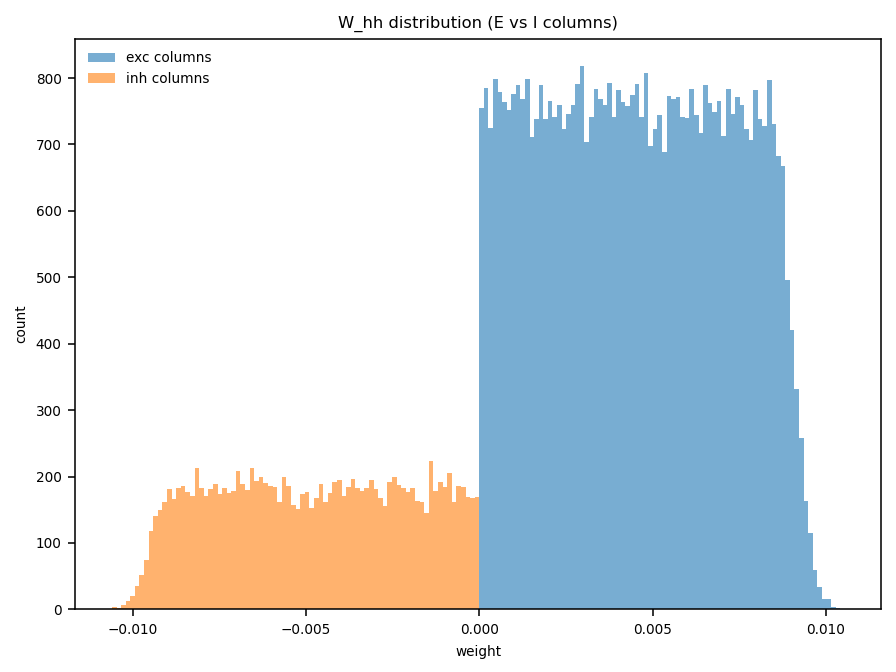 W_hh distribution (E vs I columns)
exc columns
inh columns
800
700
600
500
400
300
200
100
0
count
−0.010
−0.005
0.000
0.005
0.010
weight